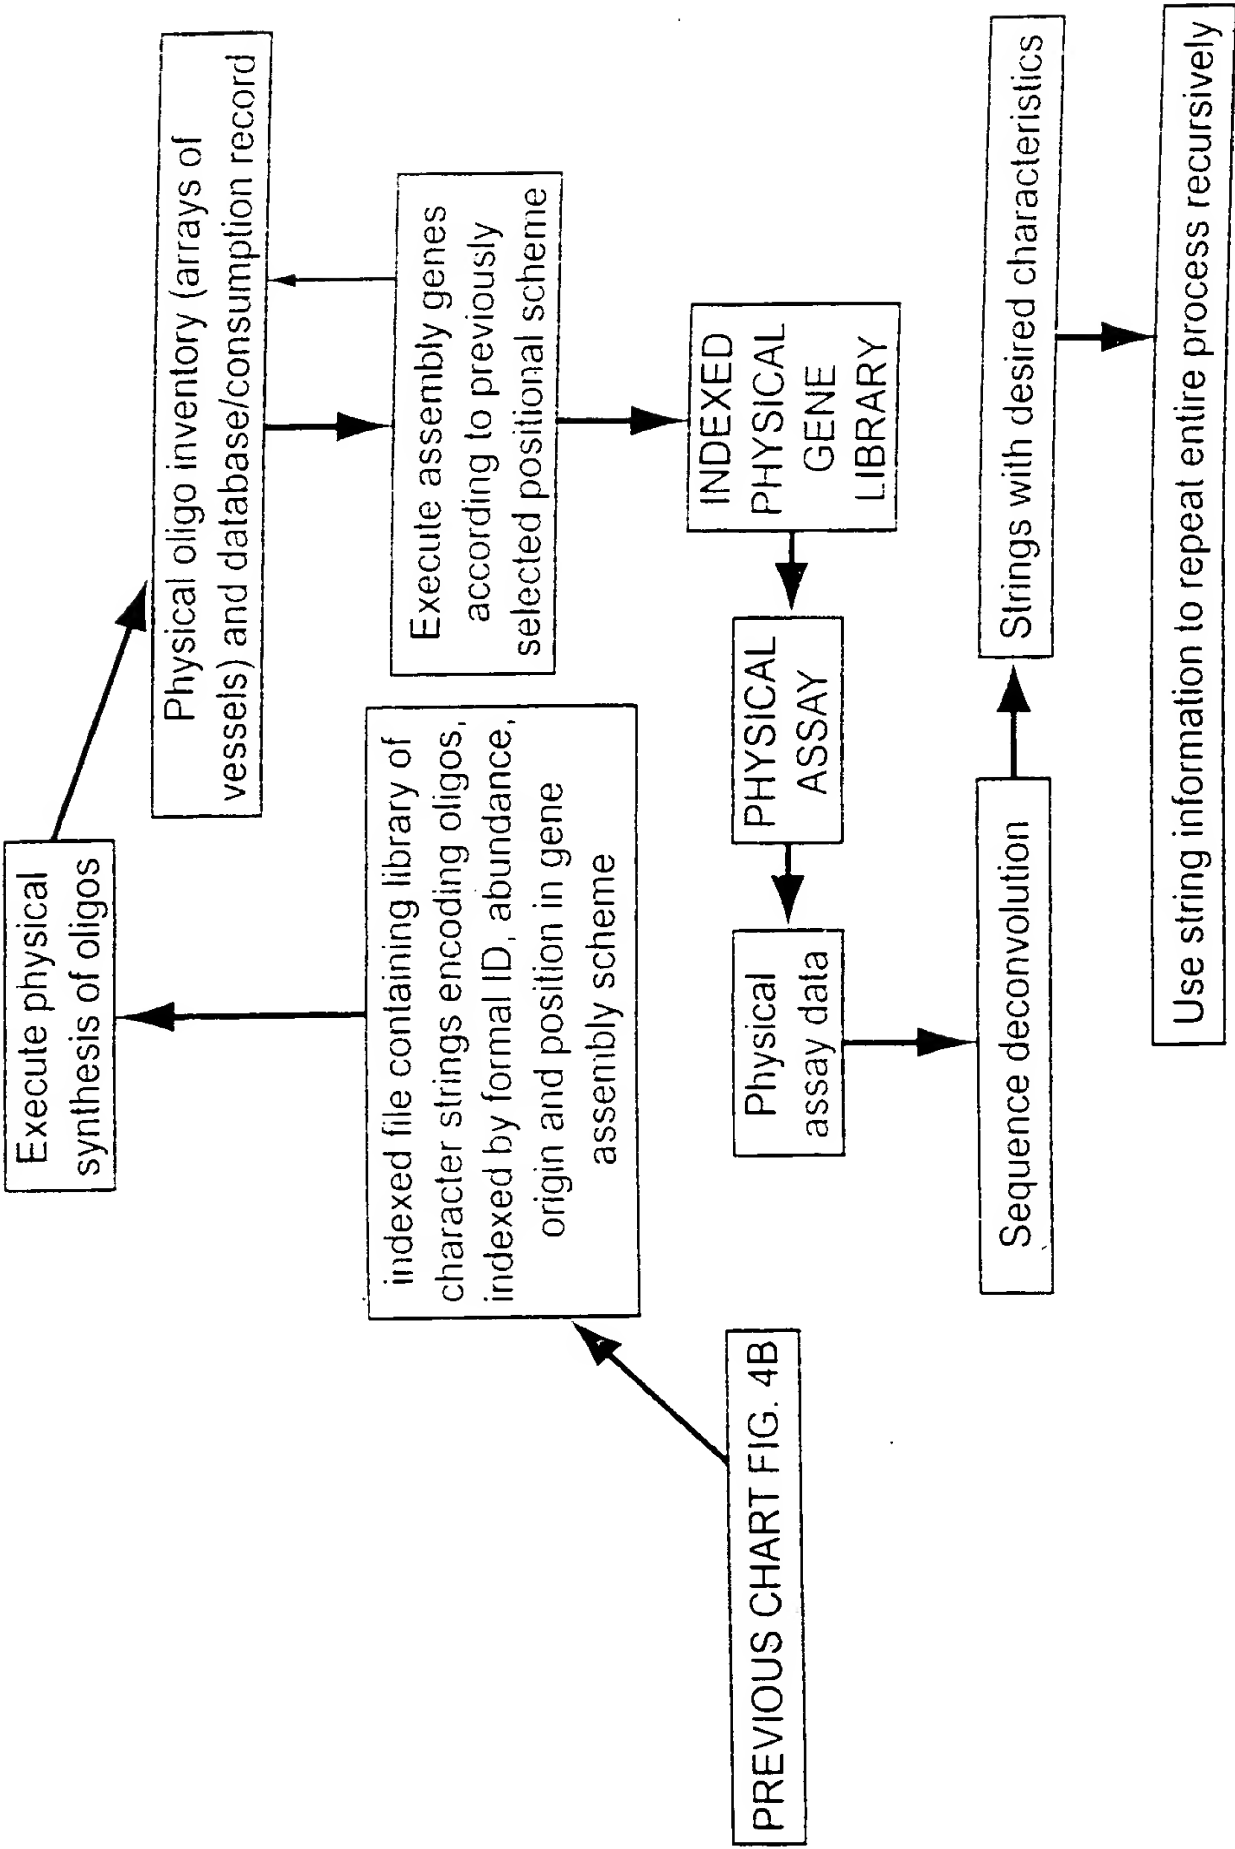 Execute physical
synthesis of oligos
Physical oligo inventory (arrays of
vessels) and database/consumption record
indexed file containing library of
character strings encoding oligos,
indexed by formal ID, abundance,
origin and position in gene
assembly scheme
Execute assembly genes
according to previously
selected positional scheme
PREVIOUS CHART FIG. 4B
INDEXED
PHYSICAL
GENE
LIBRARY
PHYSICAL
ASSAY
Physical
assay data
Sequence deconvolution
Strings with desired characteristics
Use string information to repeat entire process recursively